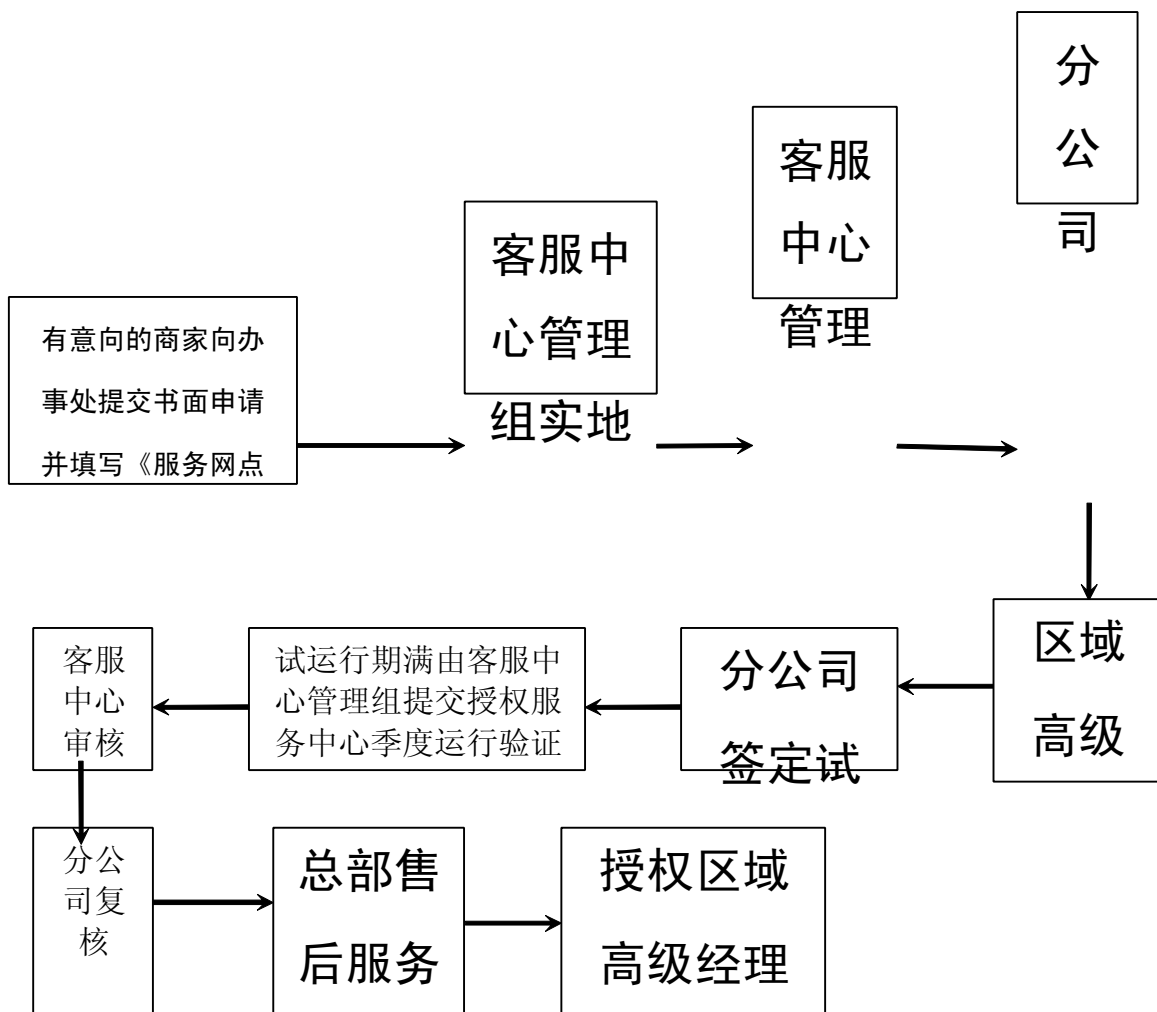 有意向的商家向办
事处提交书面申请
并填写《服务网点
客服中
心管理
组实地
客服
中心
管理
分
公
司
区域
高级
分公司
签定试
试运行期满由客服中
心管理组提交授权服
务中心季度运行验证
客服
中心
审核
分公
司复
核
总部售
后服务
授权区域
高级经理